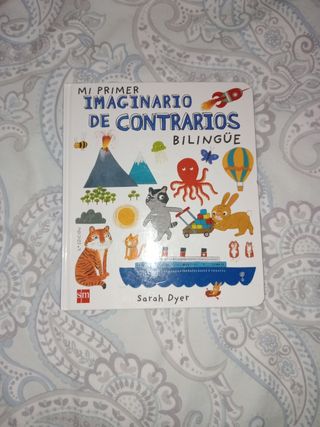 MI PRIMER
IMAGINARIO
DE CONTRARIOS
BILINGÜE
sm
Sarah Dyer